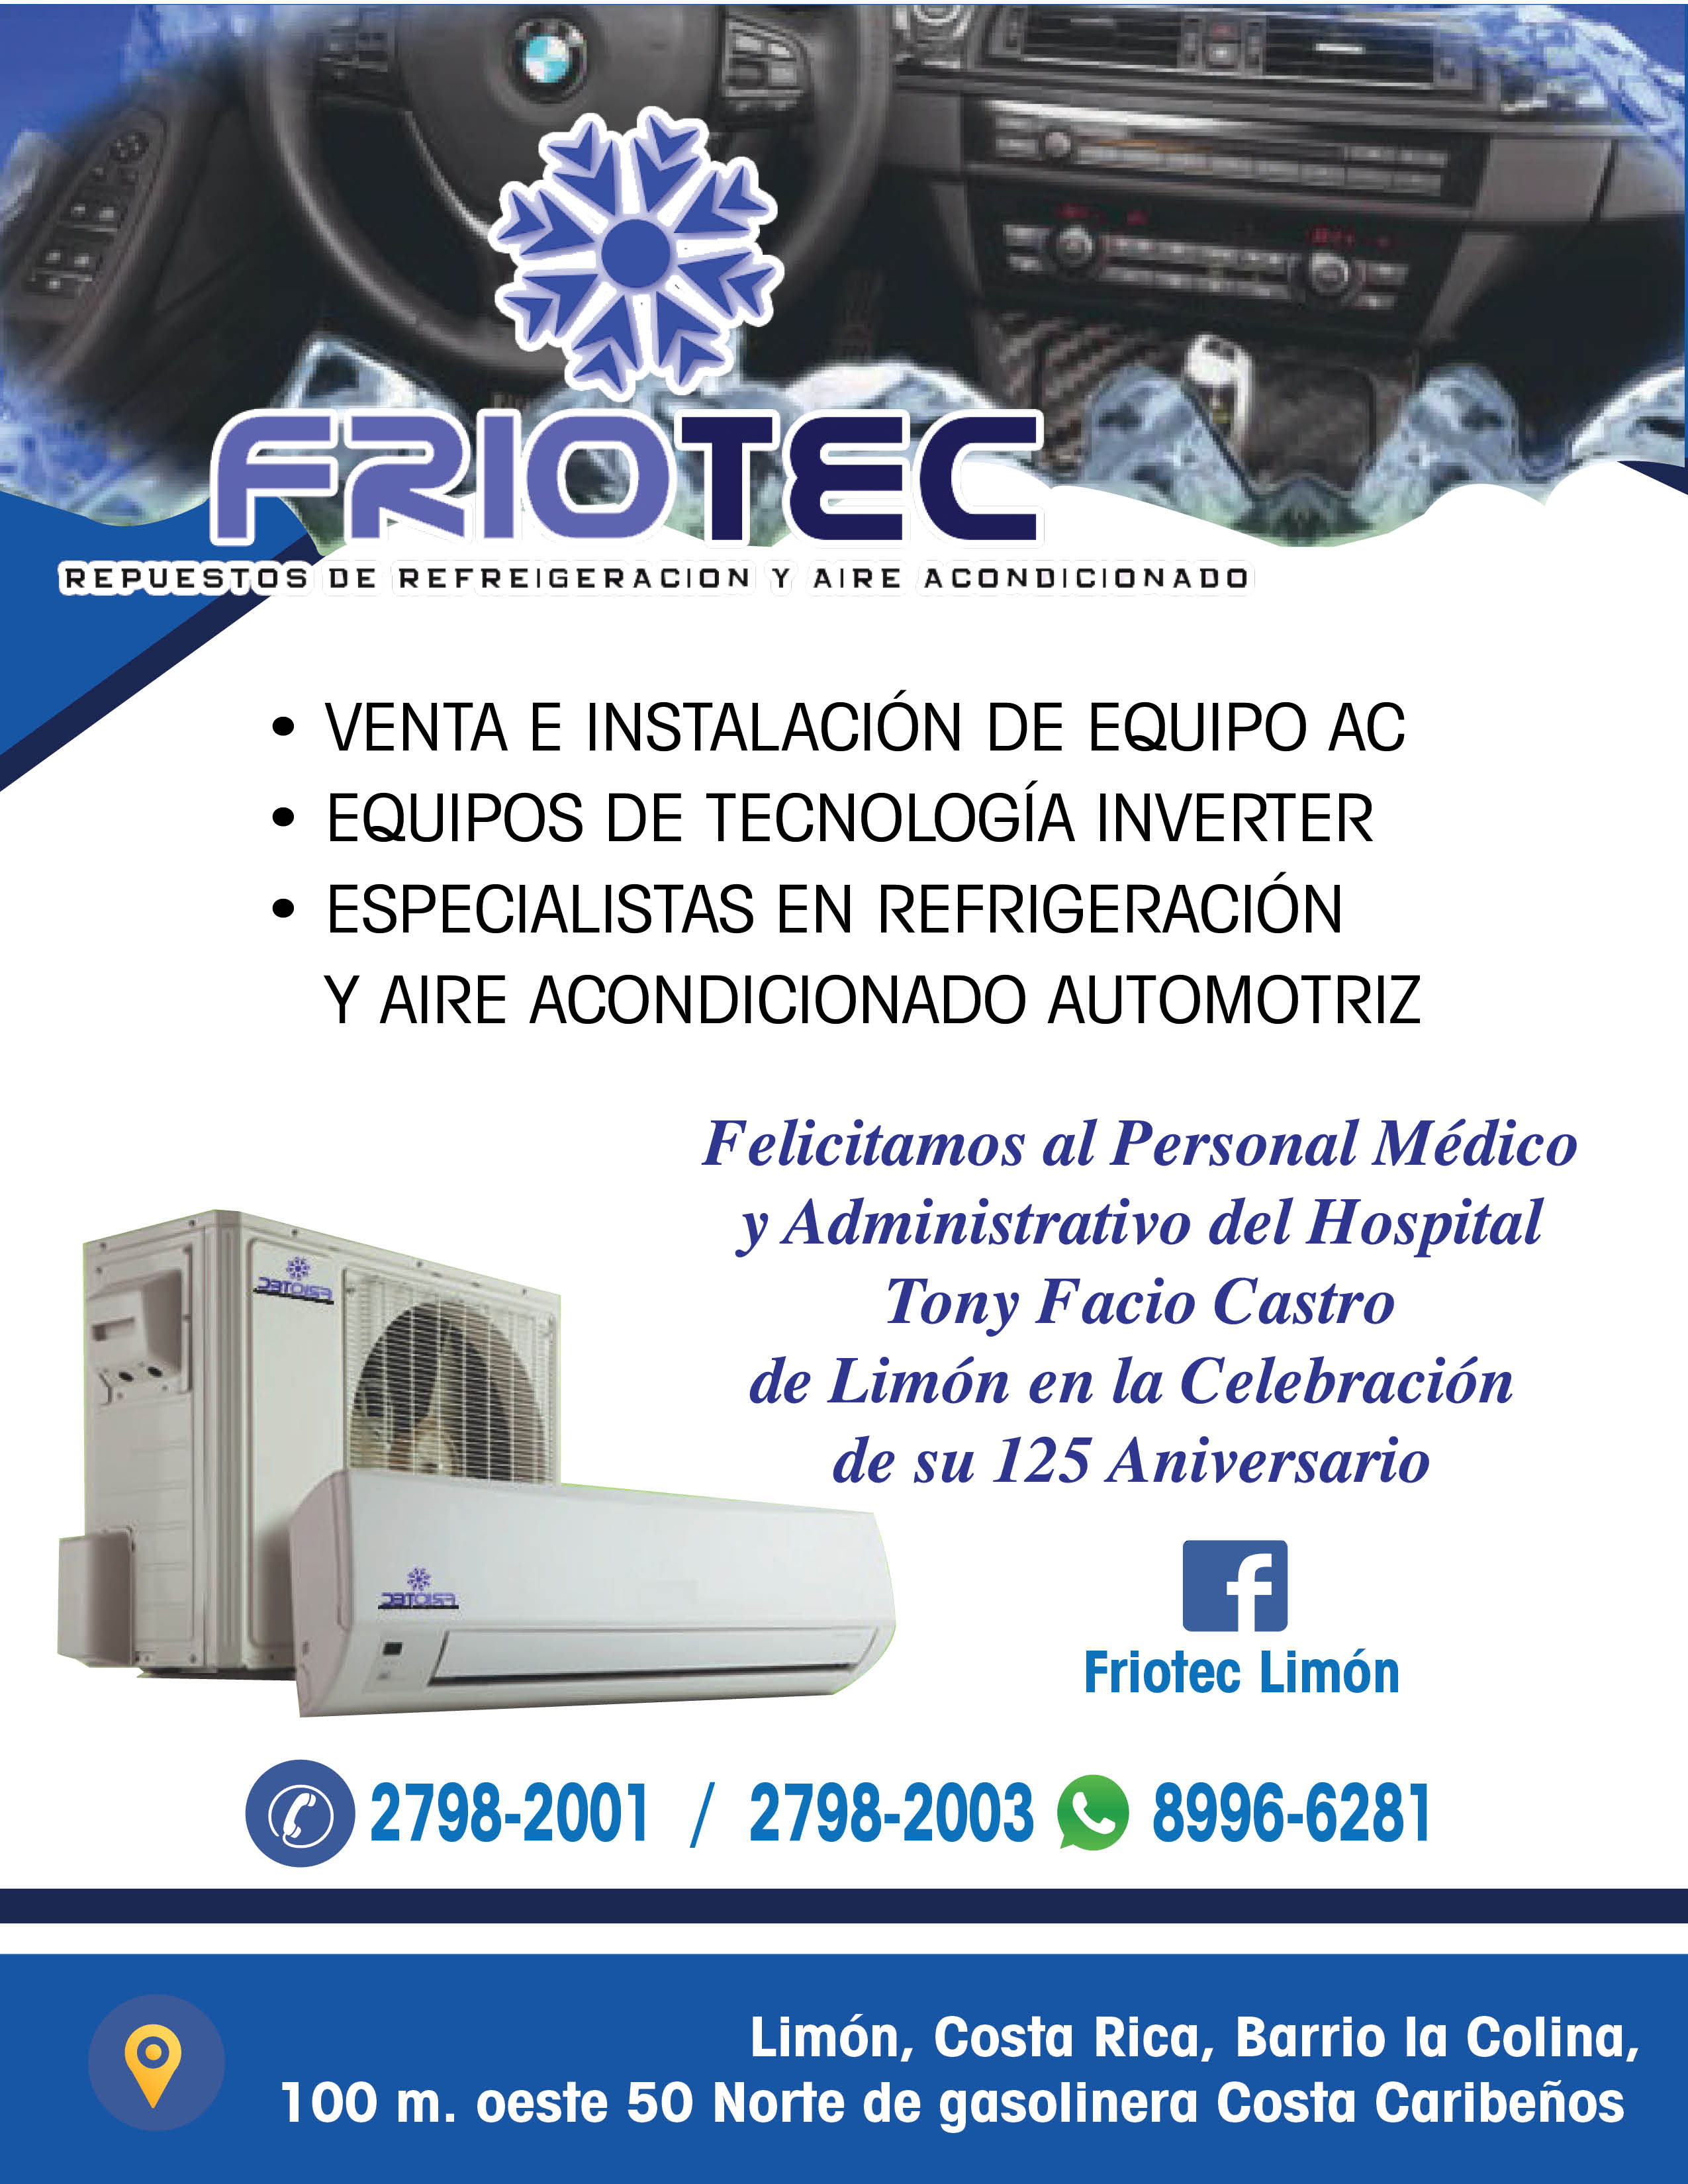 FRIOTEC
REPUESTOS DE REFREIGERACION Y AIRE ACONDICIONADO
• VENTA E INSTALACIÓN DE EQUIPO AC
• EQUIPOS DE TECNOLOGÍA INVERTER
• ESPECIALISTAS EN REFRIGERACIÓN
Y AIRE ACONDICIONADO AUTOMOTRIZ
Felicitamos al Personal Médico
y Administrativo del Hospital
Tony Facio Castro
de Limón en la Celebración
de su 125 Aniversario
FRIOTEC
FRIOTEC
f
Friotec Limón
2798-2001 / 2798-2003 8996-6281
Limón, Costa Rica, Barrio la Colina,
100 m. oeste 50 Norte de gasolinera Costa Caribeños